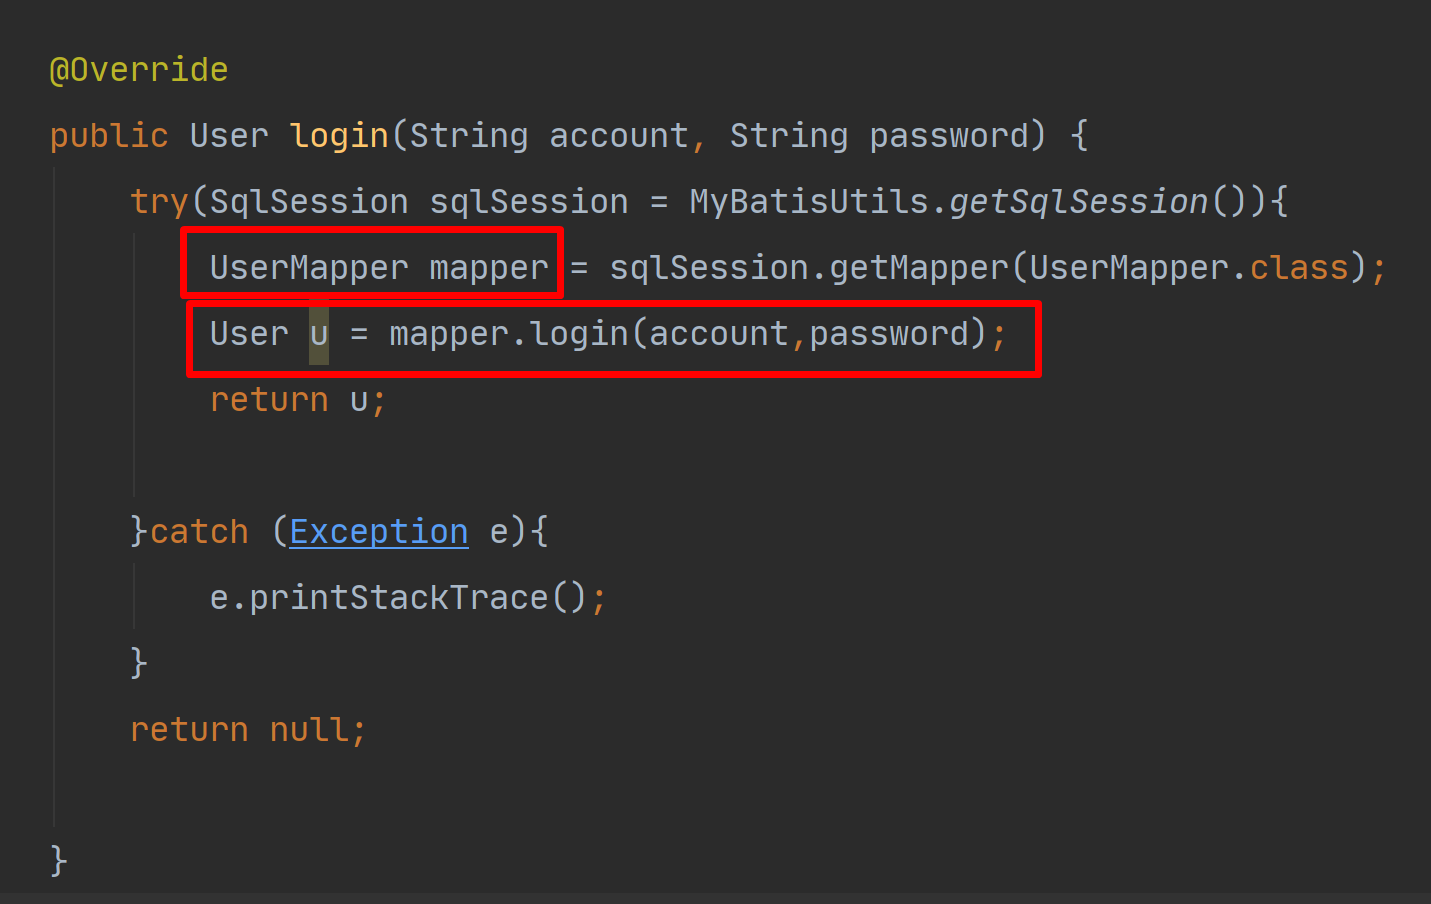 @Override
public User login(String account, String password) {
try(SqlSession sqlSession = MyBatisUtils.getSqlSession()){
UserMapper mapper = sqlSession.getMapper(UserMapper.class);
User u = mapper.login(account,password);
return u;
}catch (Exception e){
e.printStackTrace();
}
return null;
}